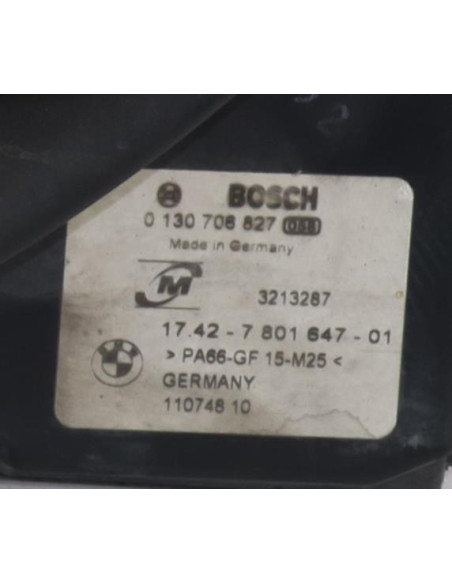 BOSCH
0 130 706 827 048
Made in Germany
M
3213287
17.42 - 7 801 647 - 01
> PA66-GF 15-M25 <
GERMANY
110748 10